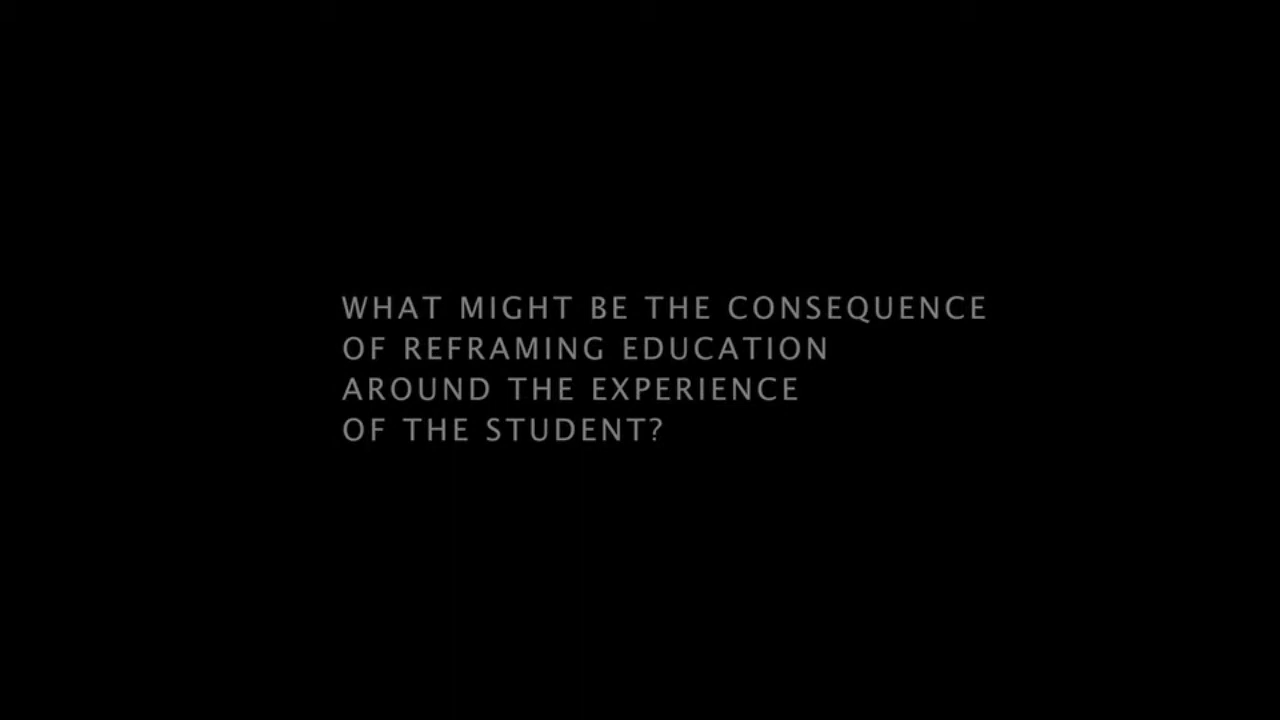 WHAT MIGHT BE THE CONSEQUENCE
OF REFRAMING EDUCATION
AROUND THE EXPERIENCE
OF THE STUDENT?